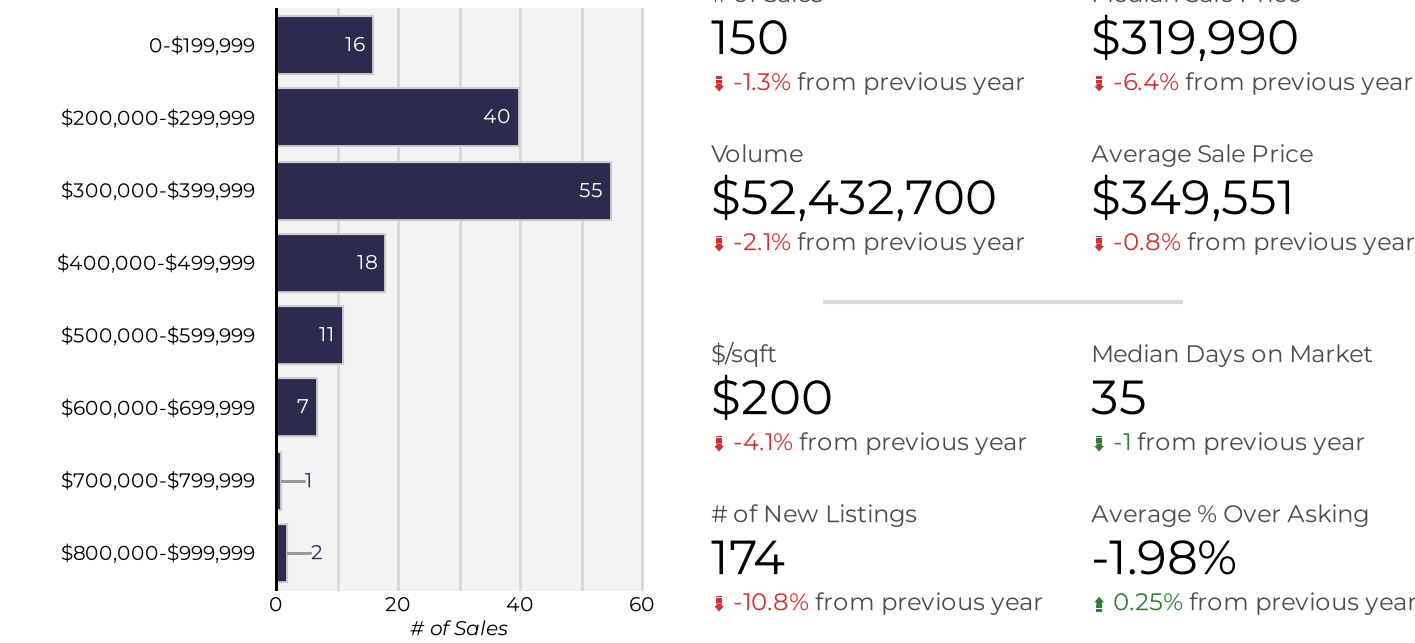 0-$199,999
16
$200,000-$299,999
40
$300,000-$399,999
55
$400,000-$499,999
18
$500,000-$599,999
11
$600,000-$699,999
7
$700,000-$799,999
1
$800,000-$999,999
2
0 20 40 60
# of Sales
# of Sales
150
-1.3% from previous year
Median Sale Price
$319,990
-6.4% from previous year
Volume
$52,432,700
-2.1% from previous year
Average Sale Price
$349,551
-0.8% from previous year
$/sqft
$200
-4.1% from previous year
Median Days on Market
35
-1 from previous year
# of New Listings
174
-10.8% from previous year
Average % Over Asking
-1.98%
0.25% from previous year